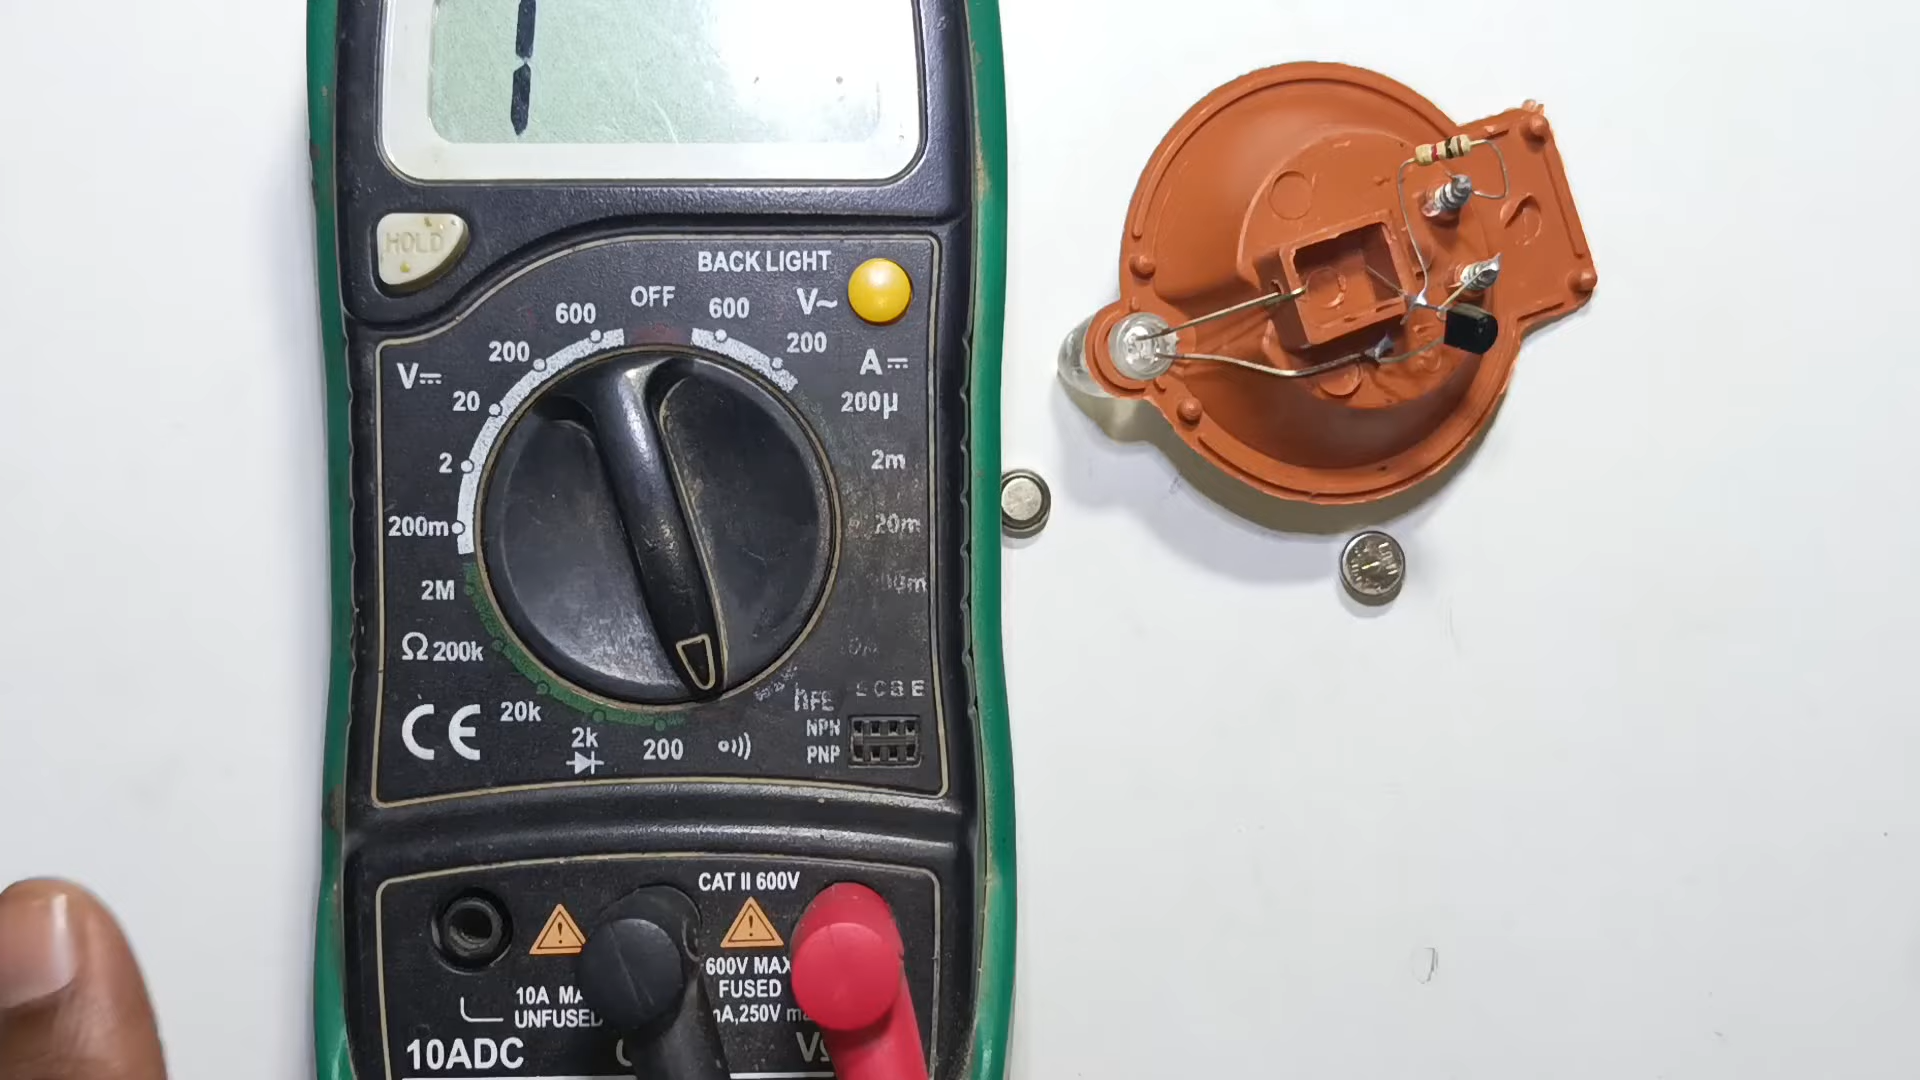 1
HOLD
BACK LIGHT
OFF
600
200
V⎓
20
2
200m
2M
Ω 200k
20k
2k
200
V~
600
200
A⎓
200µ
2m
20m
hFE
E C B E
NPN
PNP
CE
CAT II 600V
600V MAX
FUSED
10A
UNFUSED
10ADC